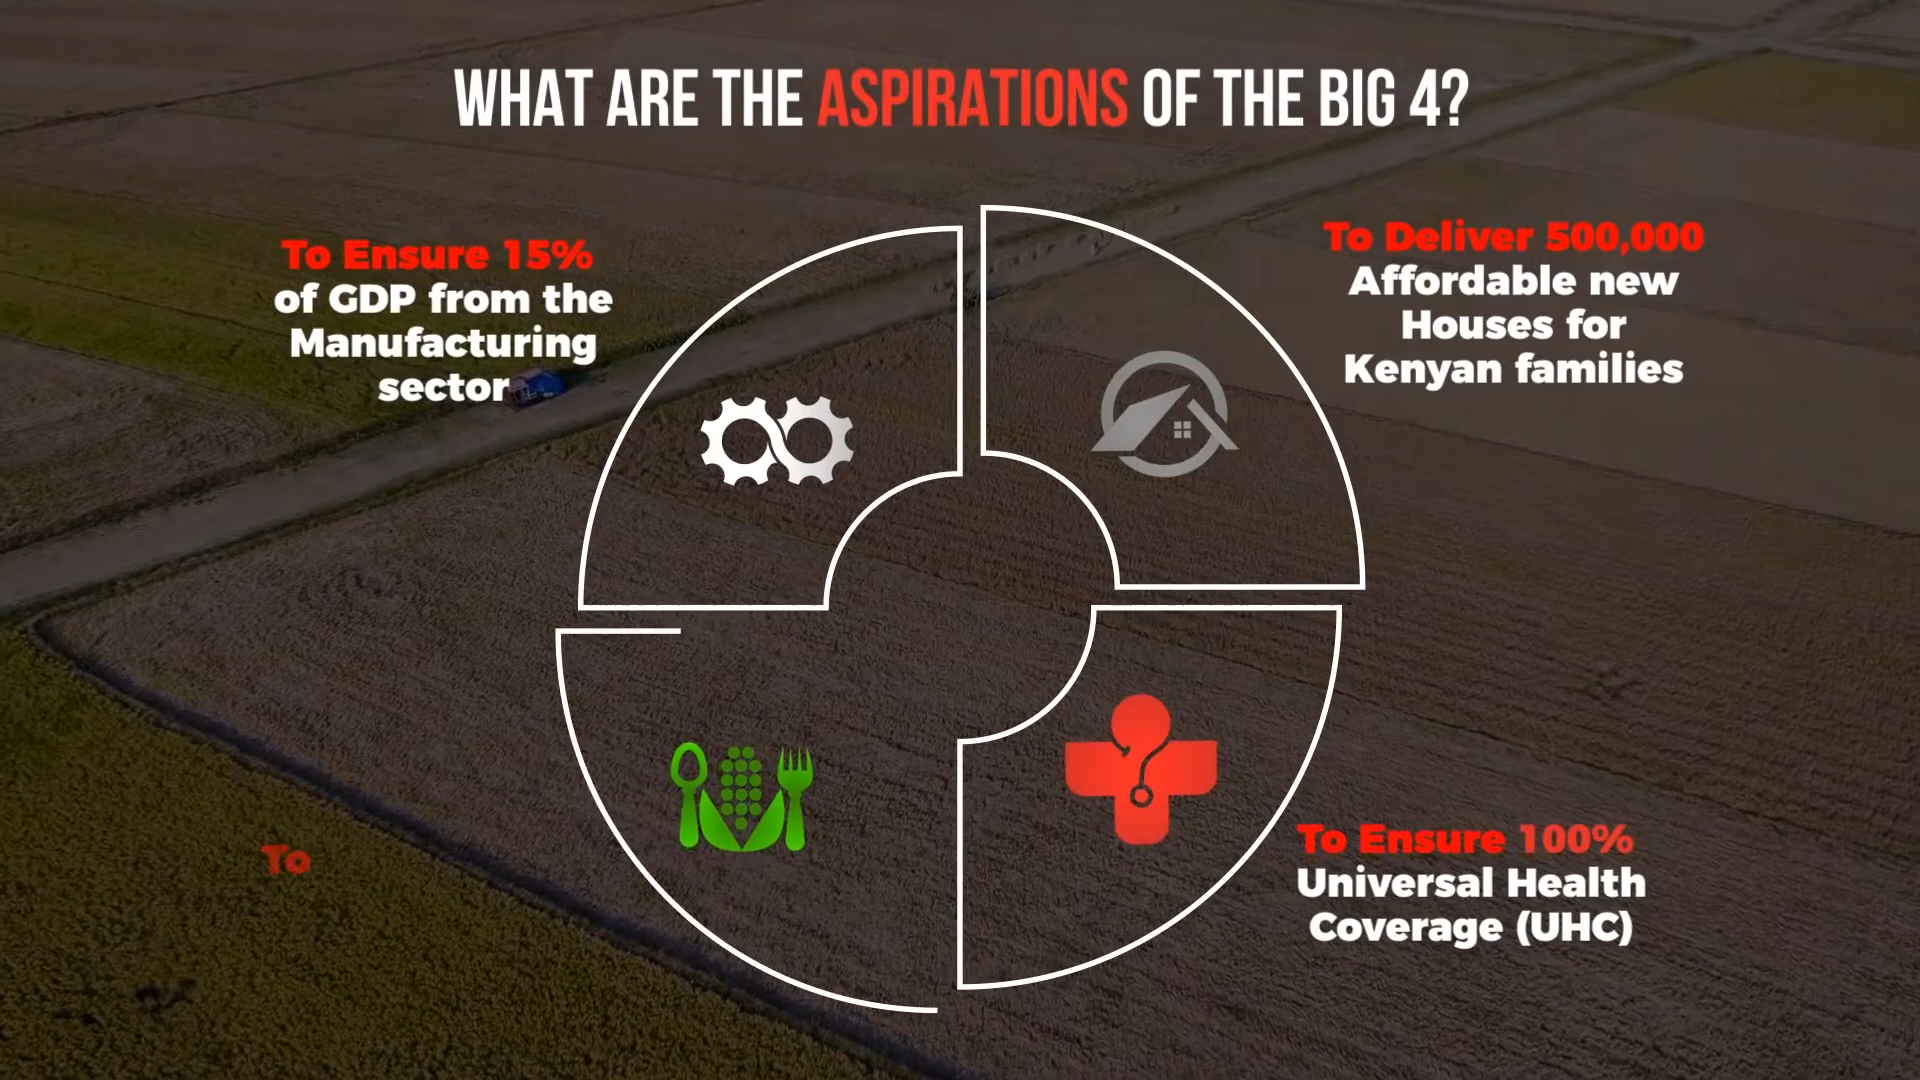 WHAT ARE THE ASPIRATIONS OF THE BIG 4?
To Ensure 15%
of GDP from the
Manufacturing
sector
To Deliver 500,000
Affordable new
Houses for
Kenyan families
To
To Ensure 100%
Universal Health
Coverage (UHC)